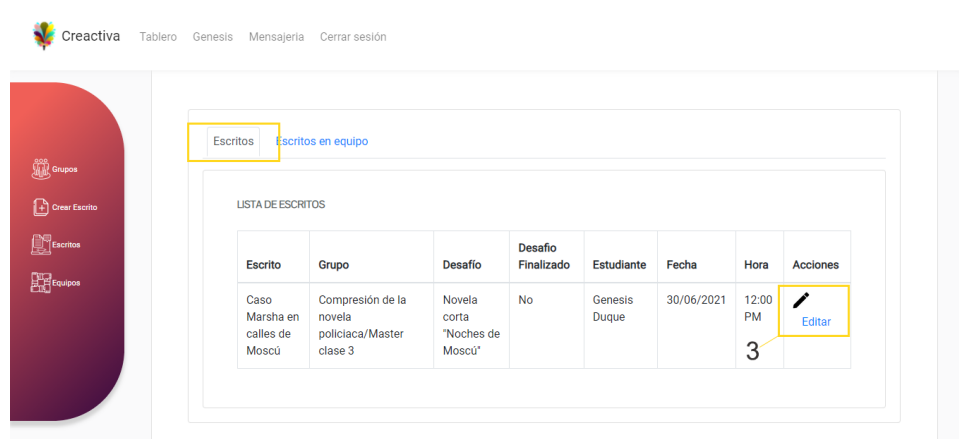 Creactiva Tablero Genesis Mensajeria Cerrar sesión
Grupos
Crear Escrito
Escritos
Equipos
Escritos Escritos en equipo
LISTA DE ESCRITOS
Escrito Grupo Desafío Desafio Finalizado Estudiante Fecha Hora Acciones
Caso Marsha en calles de Moscú Compresión de la novela policiaca/Master clase 3 Novela corta "Noches de Moscú" No Genesis Duque 30/06/2021 12:00 PM Editar
3